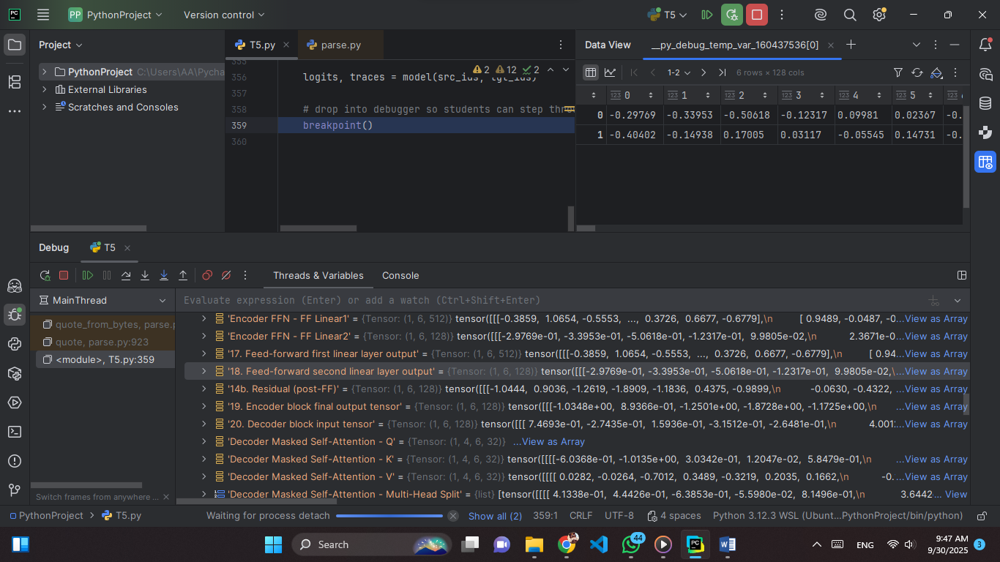 PP PythonProject Version control T5
Project
PythonProject C:\Users\AA\Pycha
External Libraries
Scratches and Consoles
T5.py parse.py
2 12 2
355
356 logits, traces = model(src_ids, tgt_ids)
357
358 # drop into debugger so students can step thro
359 breakpoint()
360
Data View __py_debug_temp_var_160437536[0]
1-2 6 rows × 128 cols
123 0 123 1 123 2 123 3 123 4 123 5 123
0 -0.29769 -0.33953 -0.50618 -0.12317 0.09981 0.02367 -0.
1 -0.40402 -0.14938 0.17005 0.03117 -0.05545 0.14731 -0.
Debug T5
Threads & Variables Console
MainThread
quote_from_bytes, parse.p
quote, parse.py:923
<module>, T5.py:359
Switch frames from anywhere ...
Evaluate expression (Enter) or add a watch (Ctrl+Shift+Enter)
'Encoder FFN - FF Linear1' = {Tensor: (1, 6, 512)} tensor([[[-0.3859, 1.0654, -0.5553, ..., 0.3726, 0.6677, -0.6779],\n [ 0.9489, -0.0487, -0...View as Array
'Encoder FFN - FF Linear2' = {Tensor: (1, 6, 128)} tensor([[[-2.9769e-01, -3.3953e-01, -5.0618e-01, -1.2317e-01, 9.9805e-02,\n 2.3671e-0...View as Array
'17. Feed-forward first linear layer output' = {Tensor: (1, 6, 512)} tensor([[[-0.3859, 1.0654, -0.5553, ..., 0.3726, 0.6677, -0.6779],\n [ 0.94...View as Array
'18. Feed-forward second linear layer output' = {Tensor: (1, 6, 128)} tensor([[[-2.9769e-01, -3.3953e-01, -5.0618e-01, -1.2317e-01, 9.9805e-02,\...View as Array
'14b. Residual (post-FF)' = {Tensor: (1, 6, 128)} tensor([[[-1.0444, 0.9036, -1.2619, -1.8909, -1.1836, 0.4375, -0.9899,\n -0.0630, -0.4322, ...View as Array
'19. Encoder block final output tensor' = {Tensor: (1, 6, 128)} tensor([[[-1.0348e+00, 8.9366e-01, -1.2501e+00, -1.8728e+00, -1.1725e+00,\n ...View as Array
'20. Decoder block input tensor' = {Tensor: (1, 6, 128)} tensor([[[ 7.4693e-01, -2.7435e-01, 1.5936e-01, -3.1512e-01, -2.6481e-01,\n 4.001...View as Array
'Decoder Masked Self-Attention - Q' = {Tensor: (1, 4, 6, 32)} ...View as Array
'Decoder Masked Self-Attention - K' = {Tensor: (1, 4, 6, 32)} tensor([[[[-6.0368e-01, -1.0135e+00, 3.0342e-01, 1.2047e-02, 5.8479e-01,\n ...View as Array
'Decoder Masked Self-Attention - V' = {Tensor: (1, 4, 6, 32)} tensor([[[[ 0.0282, -0.0264, -0.7012, 0.3489, -0.3219, 0.2035, 0.1662,\n -0...View as Array
'Decoder Masked Self-Attention - Multi-Head Split' = {list} [tensor([[[[ 4.1338e-01, 4.4426e-01, -6.3853e-01, -5.5980e-02, 8.1496e-01,\n 3.6442... View
PythonProject T5.py Waiting for process detach Show all (2) 359:1 CRLF UTF-8 4 spaces Python 3.12.3 WSL (Ubunt...PythonProject/bin/python)
Search 44 ENG 9:47 AM
9/30/2025 3